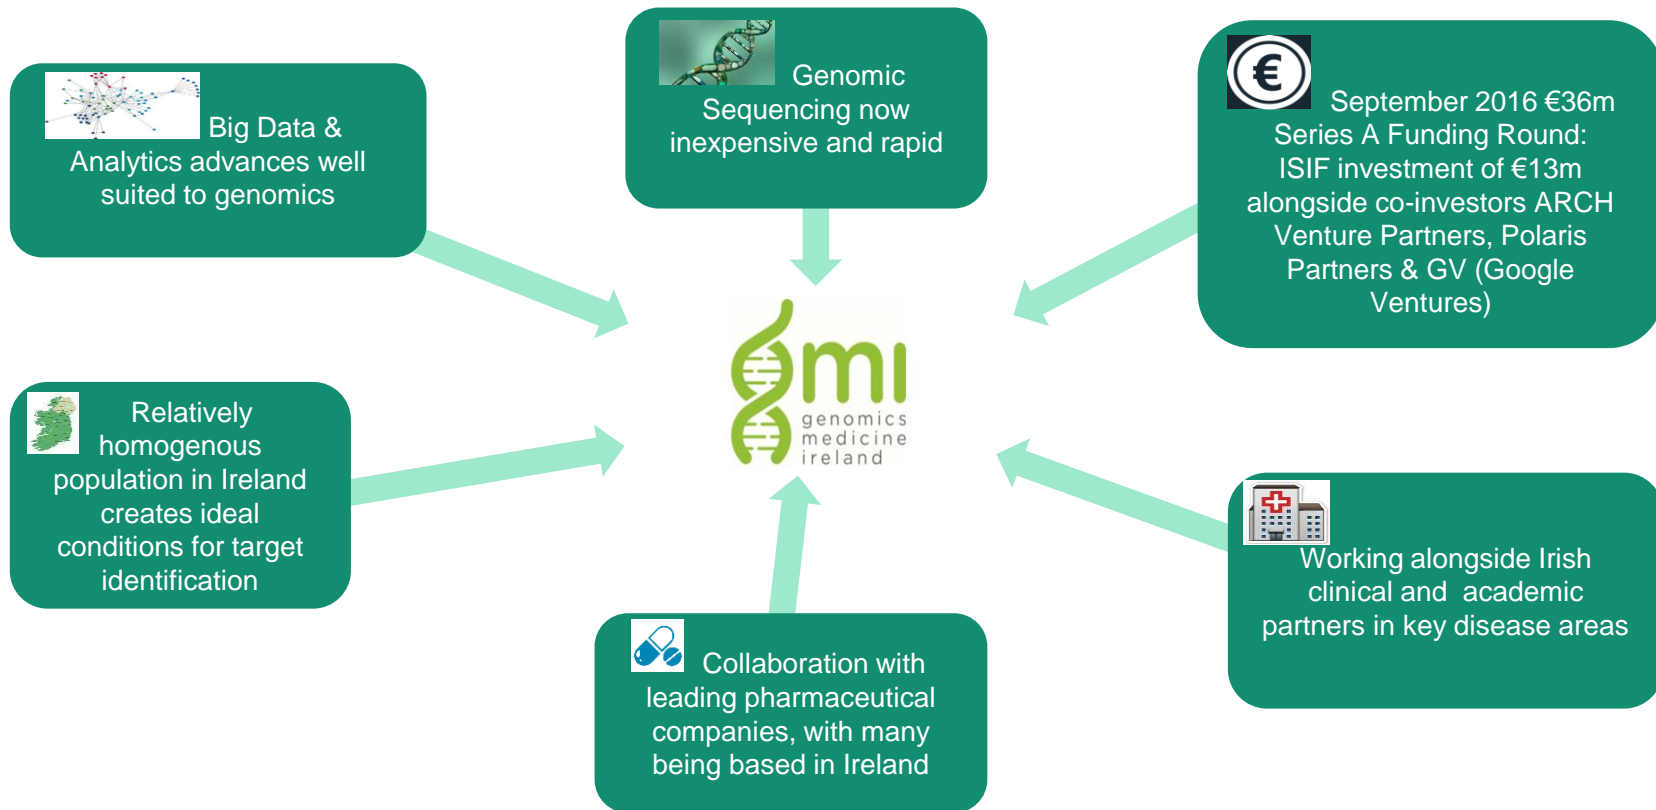 Big Data &
Analytics advances well
suited to genomics
Genomic
Sequencing now
inexpensive and rapid
€
September 2016 €36m
Series A Funding Round:
ISIF investment of €13m
alongside co-investors ARCH
Venture Partners, Polaris
Partners & GV (Google
Ventures)
gmi
genomics
medicine
ireland
Relatively
homogenous
population in Ireland
creates ideal
conditions for target
identification
Collaboration with
leading pharmaceutical
companies, with many
being based in Ireland
Working alongside Irish
clinical and academic
partners in key disease areas